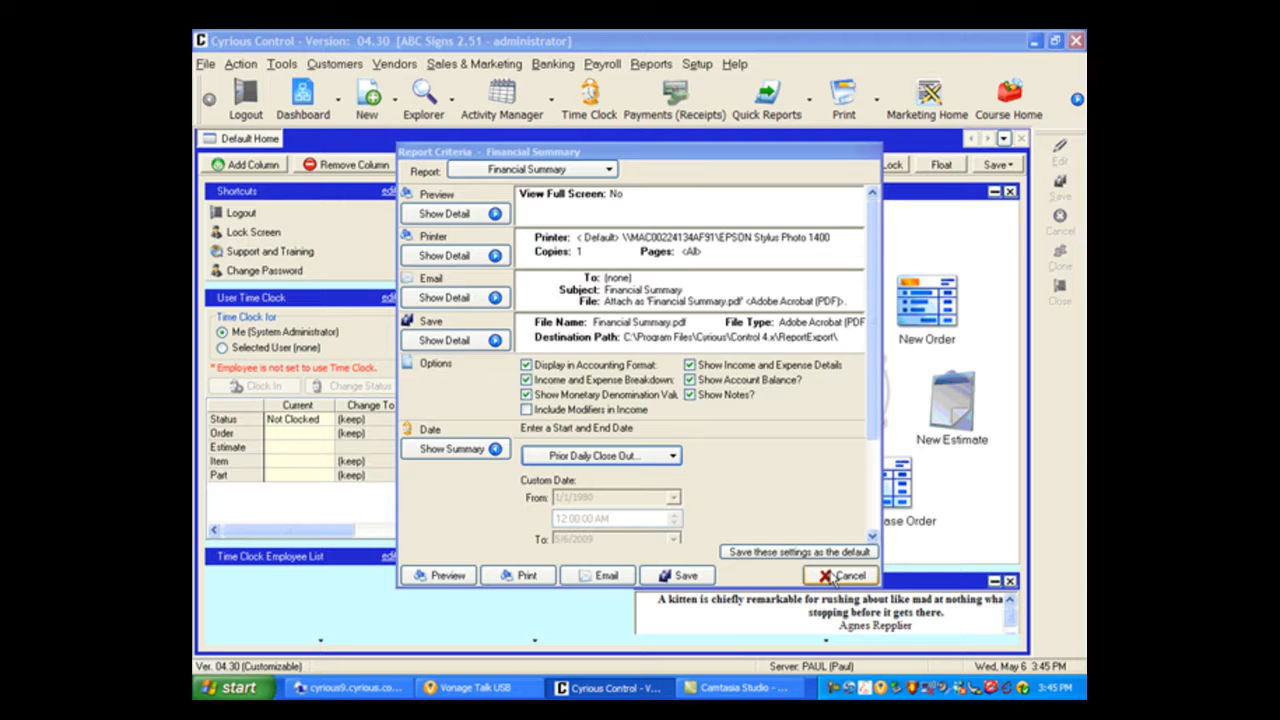 Cyrious Control - Version: 04.30 [ABC Signs 2.51 - administrator]
File Action Tools Customers Vendors Sales & Marketing Banking Payroll Reports Setup Help
Logout Dashboard New Explorer Activity Manager Time Clock Payments (Receipts) Quick Reports Print Marketing Home Course Home
Default Home
Add Column Remove Column Lock Float Save
Report Criteria - Financial Summary
Report: Financial Summary
Shortcuts
Logout
Lock Screen
Support and Training
Change Password
User Time Clock
Time Clock for
Me (System Administrator)
Selected User (none)
* Employee is not set to use Time Clock.
Clock In Change Status
Current Change To
Status Not Clocked (keep)
Order (keep)
Estimate
Item (keep)
Part (keep)
Time Clock Employee List
Preview
Show Detail
View Full Screen: No
Printer
Show Detail
Printer: < Default> \\MAC00224134AF91\EPSON Stylus Photo 1400
Copies: 1 Pages: <All>
Email
Show Detail
To: (none)
Subject: Financial Summary
File: Attach as 'Financial Summary.pdf' <Adobe Acrobat (PDF)>.
Save
Show Detail
File Name: Financial Summary.pdf File Type: Adobe Acrobat (PDF
Destination Path: C:\Program Files\Cyrious\Control 4.x\ReportExport\
Options
Display in Accounting Format: Show Income and Expense Details
Income and Expense Breakdown: Show Account Balance?
Show Monetary Denomination Valu Show Notes?
Include Modifiers in Income
Date
Show Summary
Enter a Start and End Date
Prior Daily Close Out...
Custom Date:
From: 1/1/1980
12:00:00 AM
To: 5/6/2009
Save these settings as the default
Preview Print Email Save Cancel
Edit
Save
Cancel
Done
Close
New Order
New Estimate
ase Order
A kitten is chiefly remarkable for rushing about like mad at nothing wha
stopping before it gets there.
Agnes Repplier
Ver. 04.30 (Customizable) Server: PAUL (Paul) Wed, May 6 3:45 PM
start cyrious9.cyrious.co... Vonage Talk USB Cyrious Control - V... Camtasia Studio - ... 3:45 PM